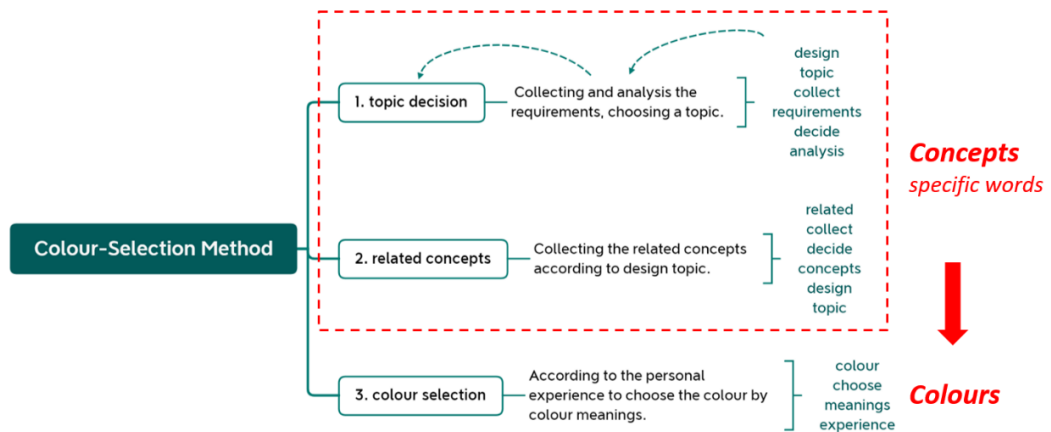 Colour-Selection Method
1. topic decision
Collecting and analysis the
requirements, choosing a topic.
design
topic
collect
requirements
decide
analysis
2. related concepts
Collecting the related concepts
according to design topic.
related
collect
decide
concepts
design
topic
3. colour selection
According to the personal
experience to choose the colour by
colour meanings.
colour
choose
meanings
experience
Concepts
specific words
Colours